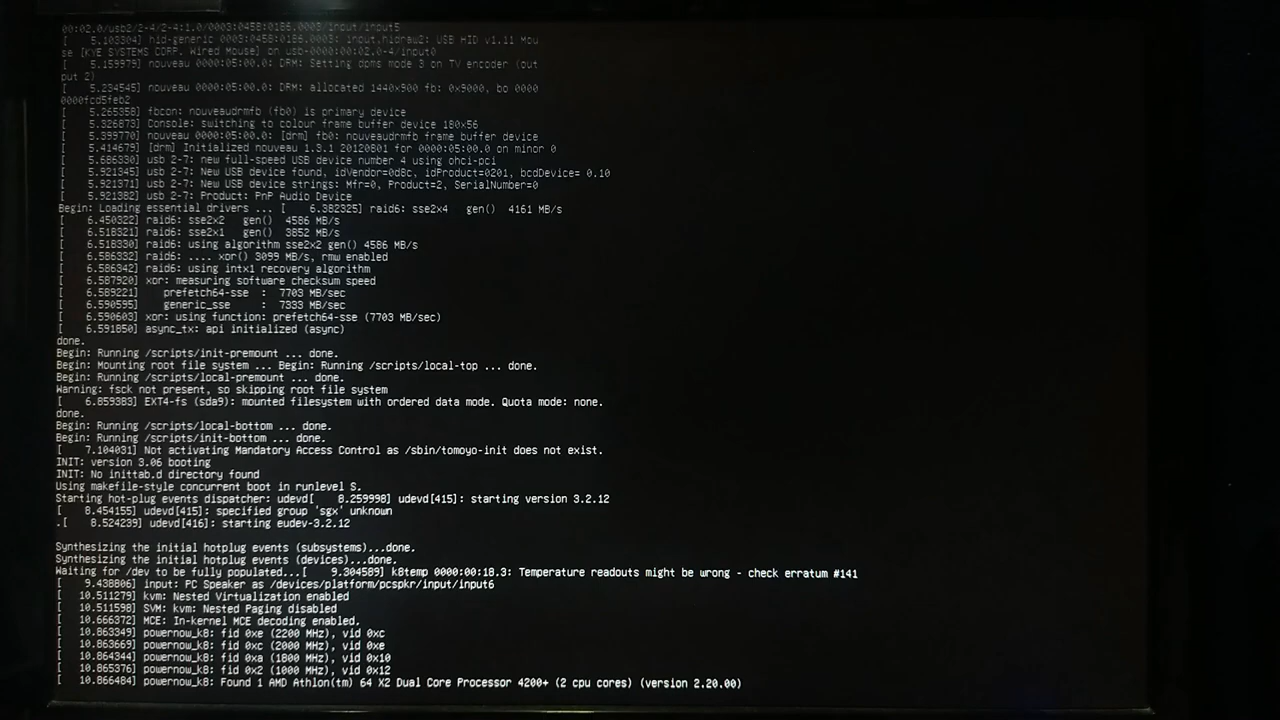 00:02.0/usb2/2-4/2-4:1.0/0003:0458:0186.0003/input/input5
[    5.103304] hid-generic 0003:0458:0186.0003: input,hidraw2: USB HID v1.11 Mou
se [KYE SYSTEMS CORP. Wired Mouse] on usb-0000:00:02.0-4/input0
[    5.159979] nouveau 0000:05:00.0: DRM: Setting dpms mode 3 on TV encoder (out
put 2)
[    5.234545] nouveau 0000:05:00.0: DRM: allocated 1440x900 fb: 0x9000, bo 0000
0000fcd5feb2
[    5.265358] fbcon: nouveaudrmfb (fb0) is primary device
[    5.326873] Console: switching to colour frame buffer device 180x56
[    5.399770] nouveau 0000:05:00.0: [drm] fb0: nouveaudrmfb frame buffer device
[    5.414679] [drm] Initialized nouveau 1.3.1 20120801 for 0000:05:00.0 on minor 0
[    5.686330] usb 2-7: new full-speed USB device number 4 using ohci-pci
[    5.921345] usb 2-7: New USB device found, idVendor=0d8c, idProduct=0201, bcdDevice= 0.10
[    5.921371] usb 2-7: New USB device strings: Mfr=0, Product=2, SerialNumber=0
[    5.921382] usb 2-7: Product: PnP Audio Device
Begin: Loading essential drivers ... [    6.382325] raid6: sse2x4   gen()  4161 MB/s
[    6.450322] raid6: sse2x2   gen()  4586 MB/s
[    6.518321] raid6: sse2x1   gen()  3852 MB/s
[    6.518330] raid6: using algorithm sse2x2 gen() 4586 MB/s
[    6.586332] raid6: .... xor() 3099 MB/s, rmw enabled
[    6.586342] raid6: using intx1 recovery algorithm
[    6.587920] xor: measuring software checksum speed
[    6.589221]    prefetch64-sse  :  7703 MB/sec
[    6.590595]    generic_sse     :  7333 MB/sec
[    6.590603] xor: using function: prefetch64-sse (7703 MB/sec)
[    6.591850] async_tx: api initialized (async)
done.
Begin: Running /scripts/init-premount ... done.
Begin: Mounting root file system ... Begin: Running /scripts/local-top ... done.
Begin: Running /scripts/local-premount ... done.
Warning: fsck not present, so skipping root file system
[    6.859383] EXT4-fs (sda9): mounted filesystem with ordered data mode. Quota mode: none.
done.
Begin: Running /scripts/local-bottom ... done.
Begin: Running /scripts/init-bottom ... done.
[    7.104031] Not activating Mandatory Access Control as /sbin/tomoyo-init does not exist.
INIT: version 3.06 booting
INIT: No inittab.d directory found
Using makefile-style concurrent boot in runlevel S.
Starting hot-plug events dispatcher: udevd[    8.259998] udevd[415]: starting version 3.2.12
[    8.454155] udevd[415]: specified group 'sgx' unknown
.[    8.524239] udevd[416]: starting eudev-3.2.12
Synthesizing the initial hotplug events (subsystems)...done.
Synthesizing the initial hotplug events (devices)...done.
Waiting for /dev to be fully populated...[    9.304589] k8temp 0000:00:18.3: Temperature readouts might be wrong - check erratum #141
[    9.438806] input: PC Speaker as /devices/platform/pcspkr/input/input6
[   10.511279] kvm: Nested Virtualization enabled
[   10.511598] SVM: kvm: Nested Paging disabled
[   10.666372] MCE: In-kernel MCE decoding enabled.
[   10.863349] powernow_k8: fid 0xe (2200 MHz), vid 0xc
[   10.863669] powernow_k8: fid 0xc (2000 MHz), vid 0xe
[   10.864344] powernow_k8: fid 0xa (1800 MHz), vid 0x10
[   10.865376] powernow_k8: fid 0x2 (1000 MHz), vid 0x12
[   10.866484] powernow_k8: Found 1 AMD Athlon(tm) 64 X2 Dual Core Processor 4200+ (2 cpu cores) (version 2.20.00)